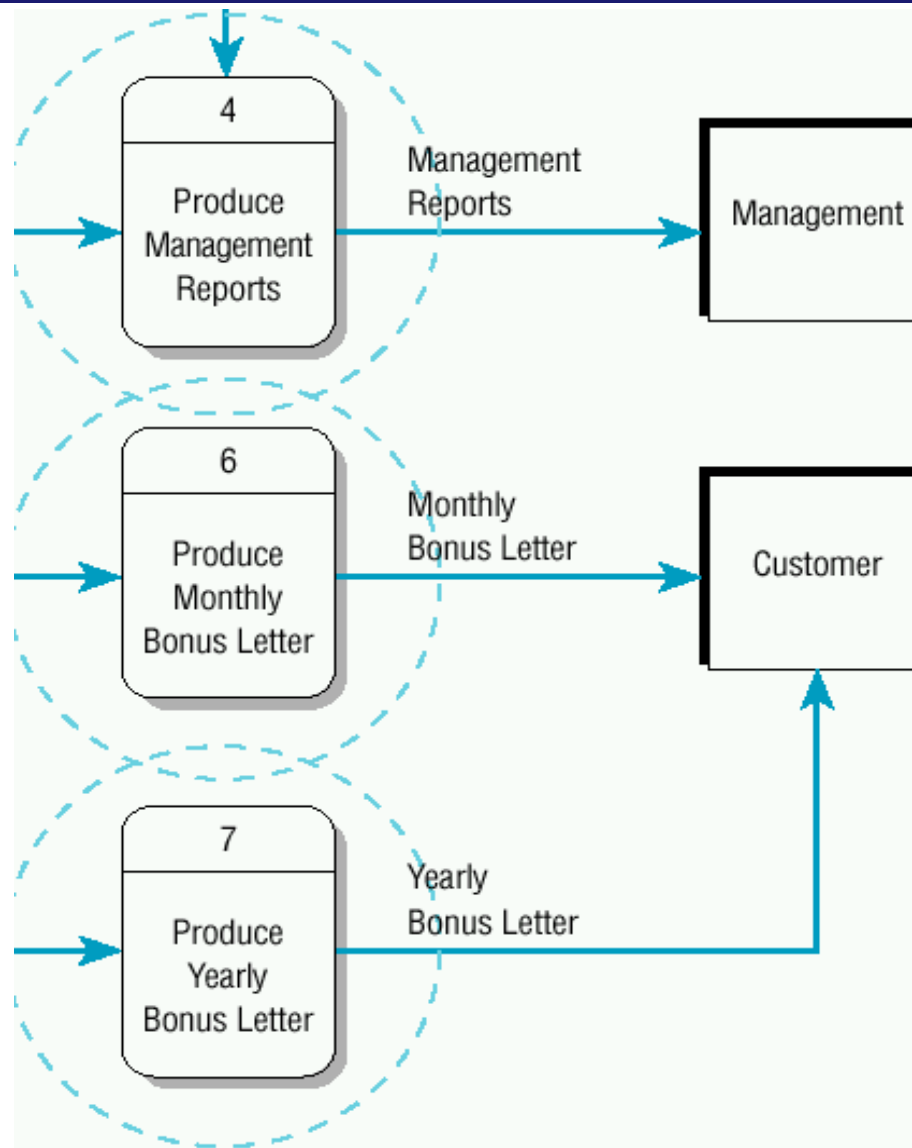 4
Produce
Management
Reports
Management
Reports
Management
6
Produce
Monthly
Bonus Letter
Monthly
Bonus Letter
Customer
7
Produce
Yearly
Bonus Letter
Yearly
Bonus Letter